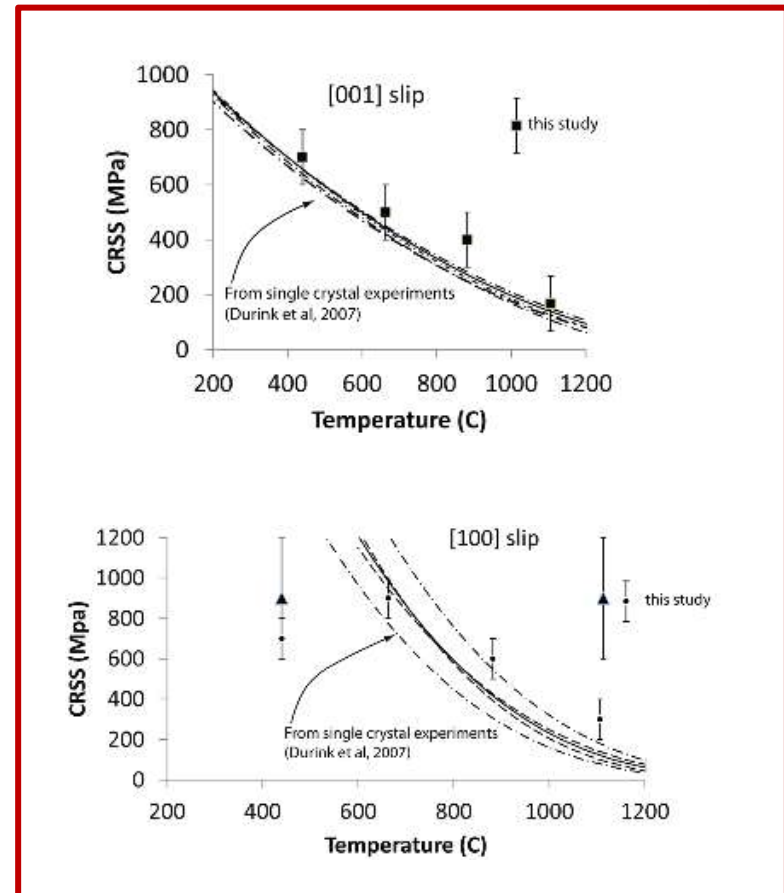 1000
[001] slip
800
this study
600
CRSS (MPa)
400
200
From single crystal experiments
(Durink et al, 2007)
0
200 400 600 800 1000 1200
Temperature (C)
1200
[100] slip
1000
this study
800
CRSS (Mpa)
600
400
From single crystal experiments
200
(Durink et al, 2007)
0
200 400 600 800 1000 1200
Temperature (C)